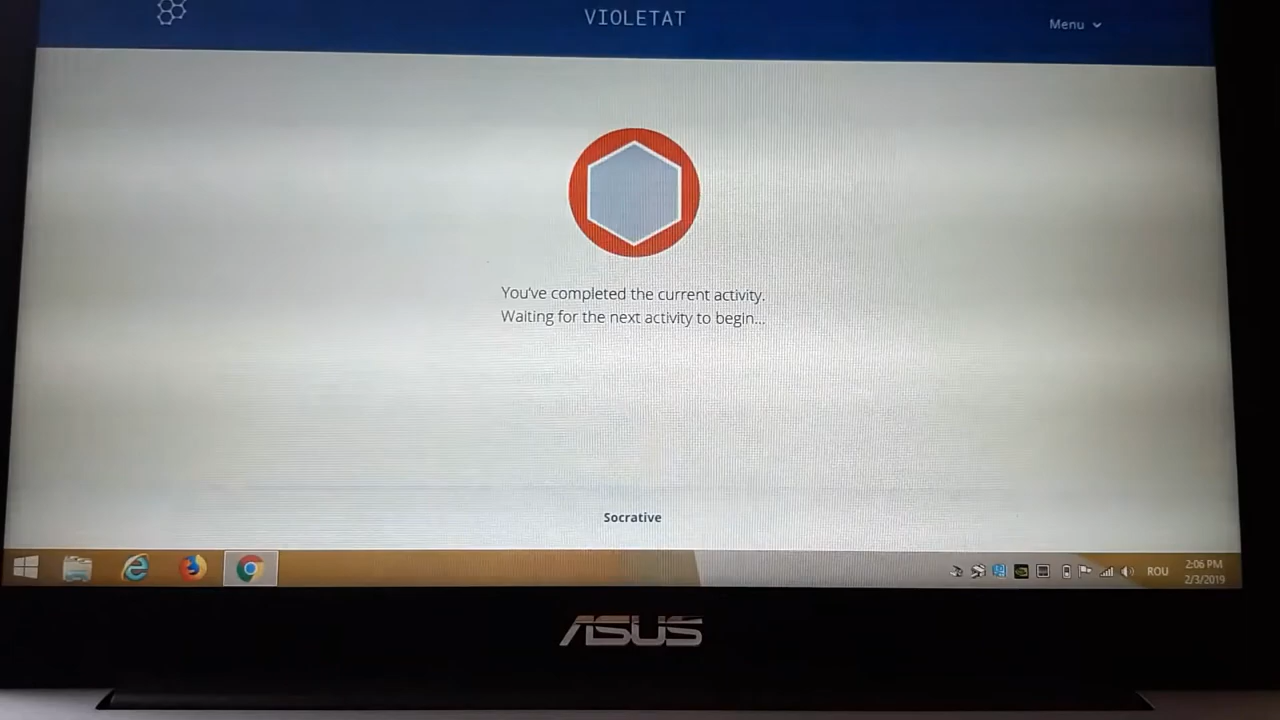 VIOLETAT
Menu
You've completed the current activity.
Waiting for the next activity to begin...
Socrative
ROU
2:06 PM
2/3/2019
ASUS